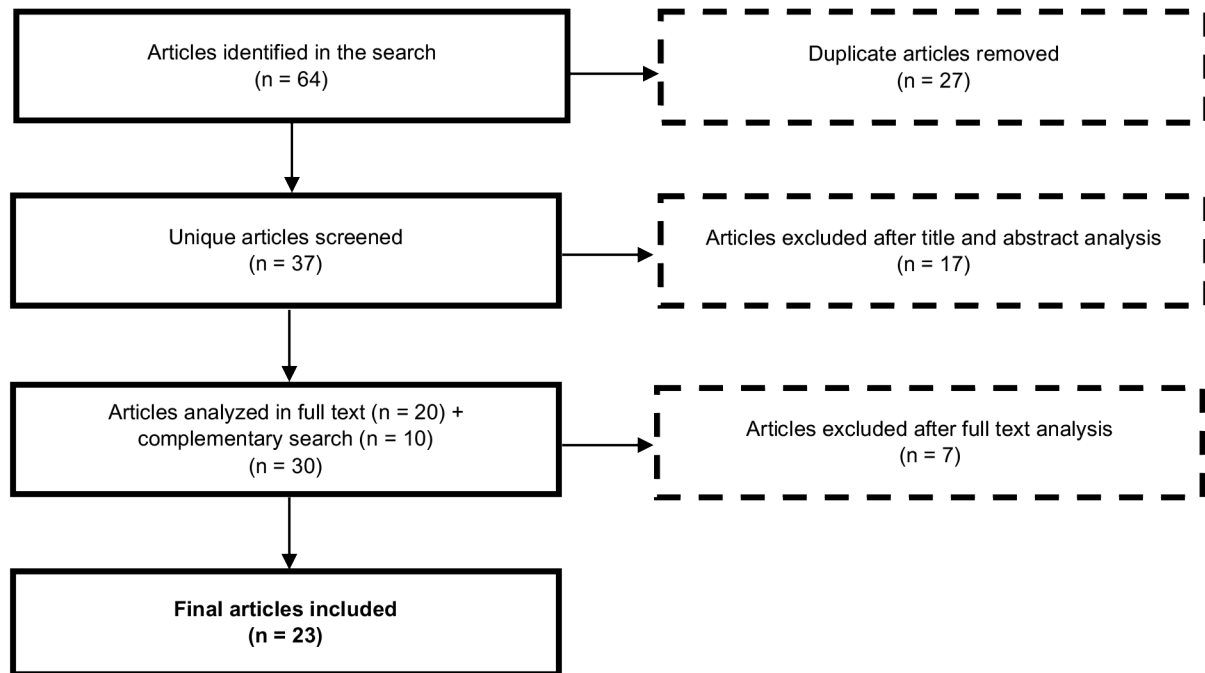 Articles identified in the search
(n = 64)
Duplicate articles removed
(n = 27)
Unique articles screened
(n = 37)
Articles excluded after title and abstract analysis
(n = 17)
Articles analyzed in full text (n = 20) +
complementary search (n = 10)
(n = 30)
Articles excluded after full text analysis
(n = 7)
Final articles included
(n = 23)